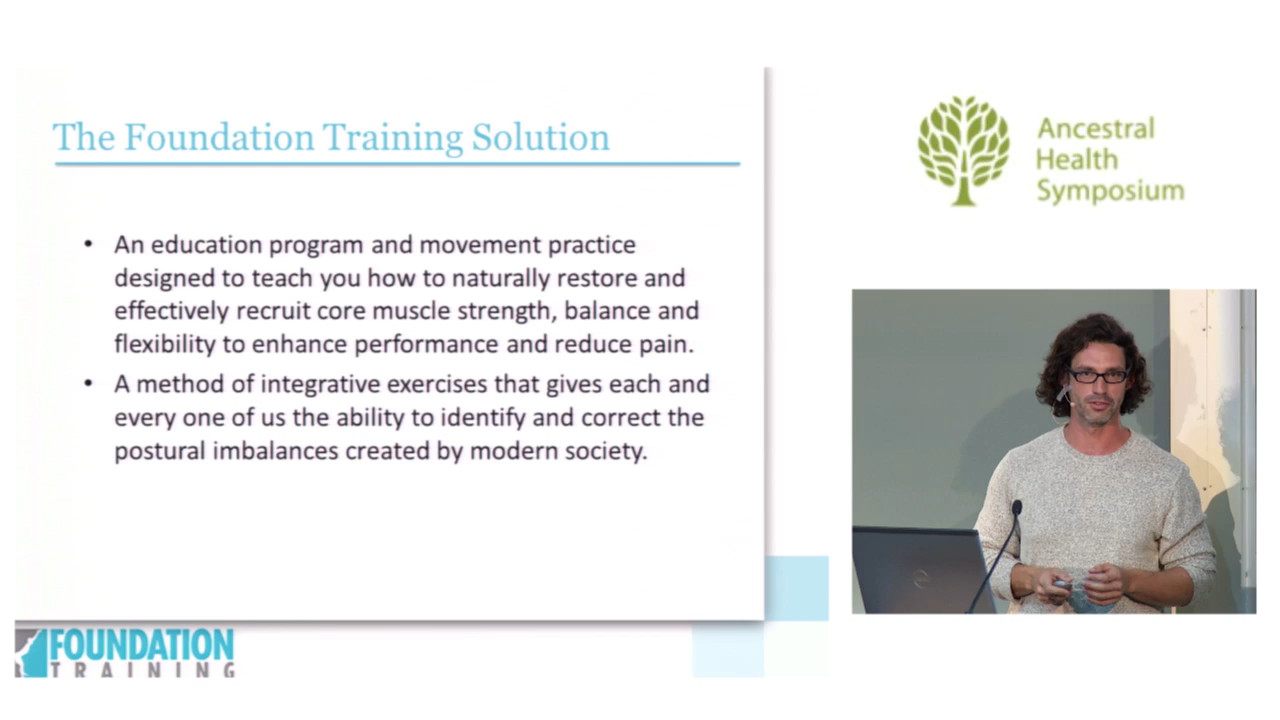 The Foundation Training Solution
• An education program and movement practice
designed to teach you how to naturally restore and
effectively recruit core muscle strength, balance and
flexibility to enhance performance and reduce pain.
• A method of integrative exercises that gives each and
every one of us the ability to identify and correct the
postural imbalances created by modern society.
FOUNDATION
TRAINING
Ancestral
Health
Symposium